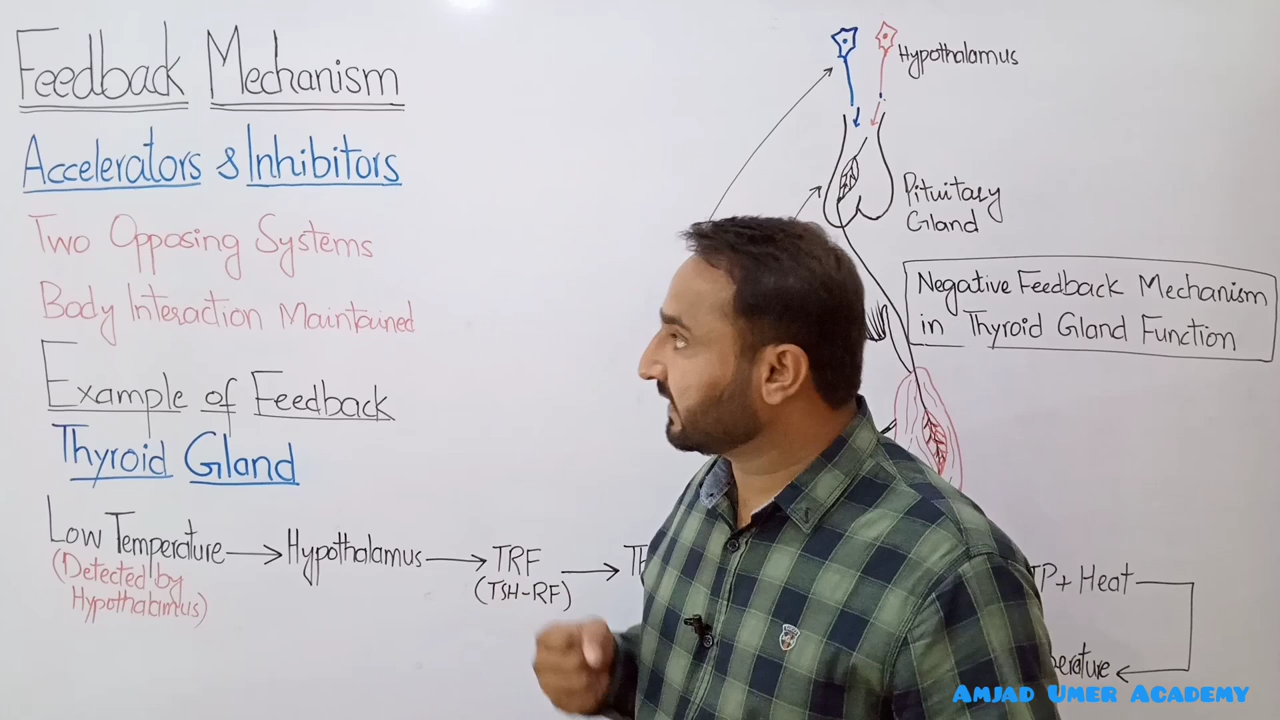 Feedback Mechanism
Accelerators & Inhibitors
Two Opposing Systems
Body Interaction Maintained
Example of Feedback
Thyroid Gland
Low Temperature → Hypothalamus → TRF →
(Detected by
Hypothalamus)
(TSH-RF)
Hypothalamus
Pituitary
Gland
Negative Feedback Mechanism
in Thyroid Gland Function
+ Heat
Amjad Umer Academy